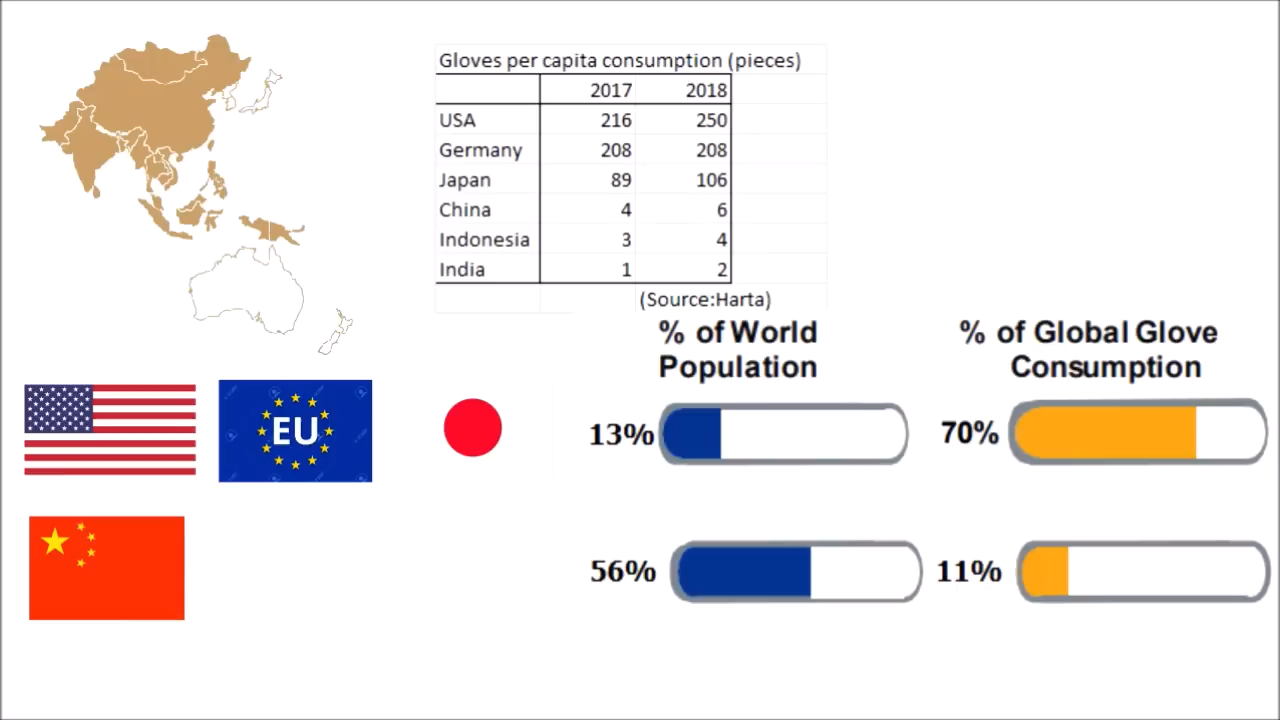 Gloves per capita consumption (pieces)
2017 2018
USA 216 250
Germany 208 208
Japan 89 106
China 4 6
Indonesia 3 4
India 1 2
(Source:Harta)
% of World
Population
% of Global Glove
Consumption
EU
13%
70%
56%
11%